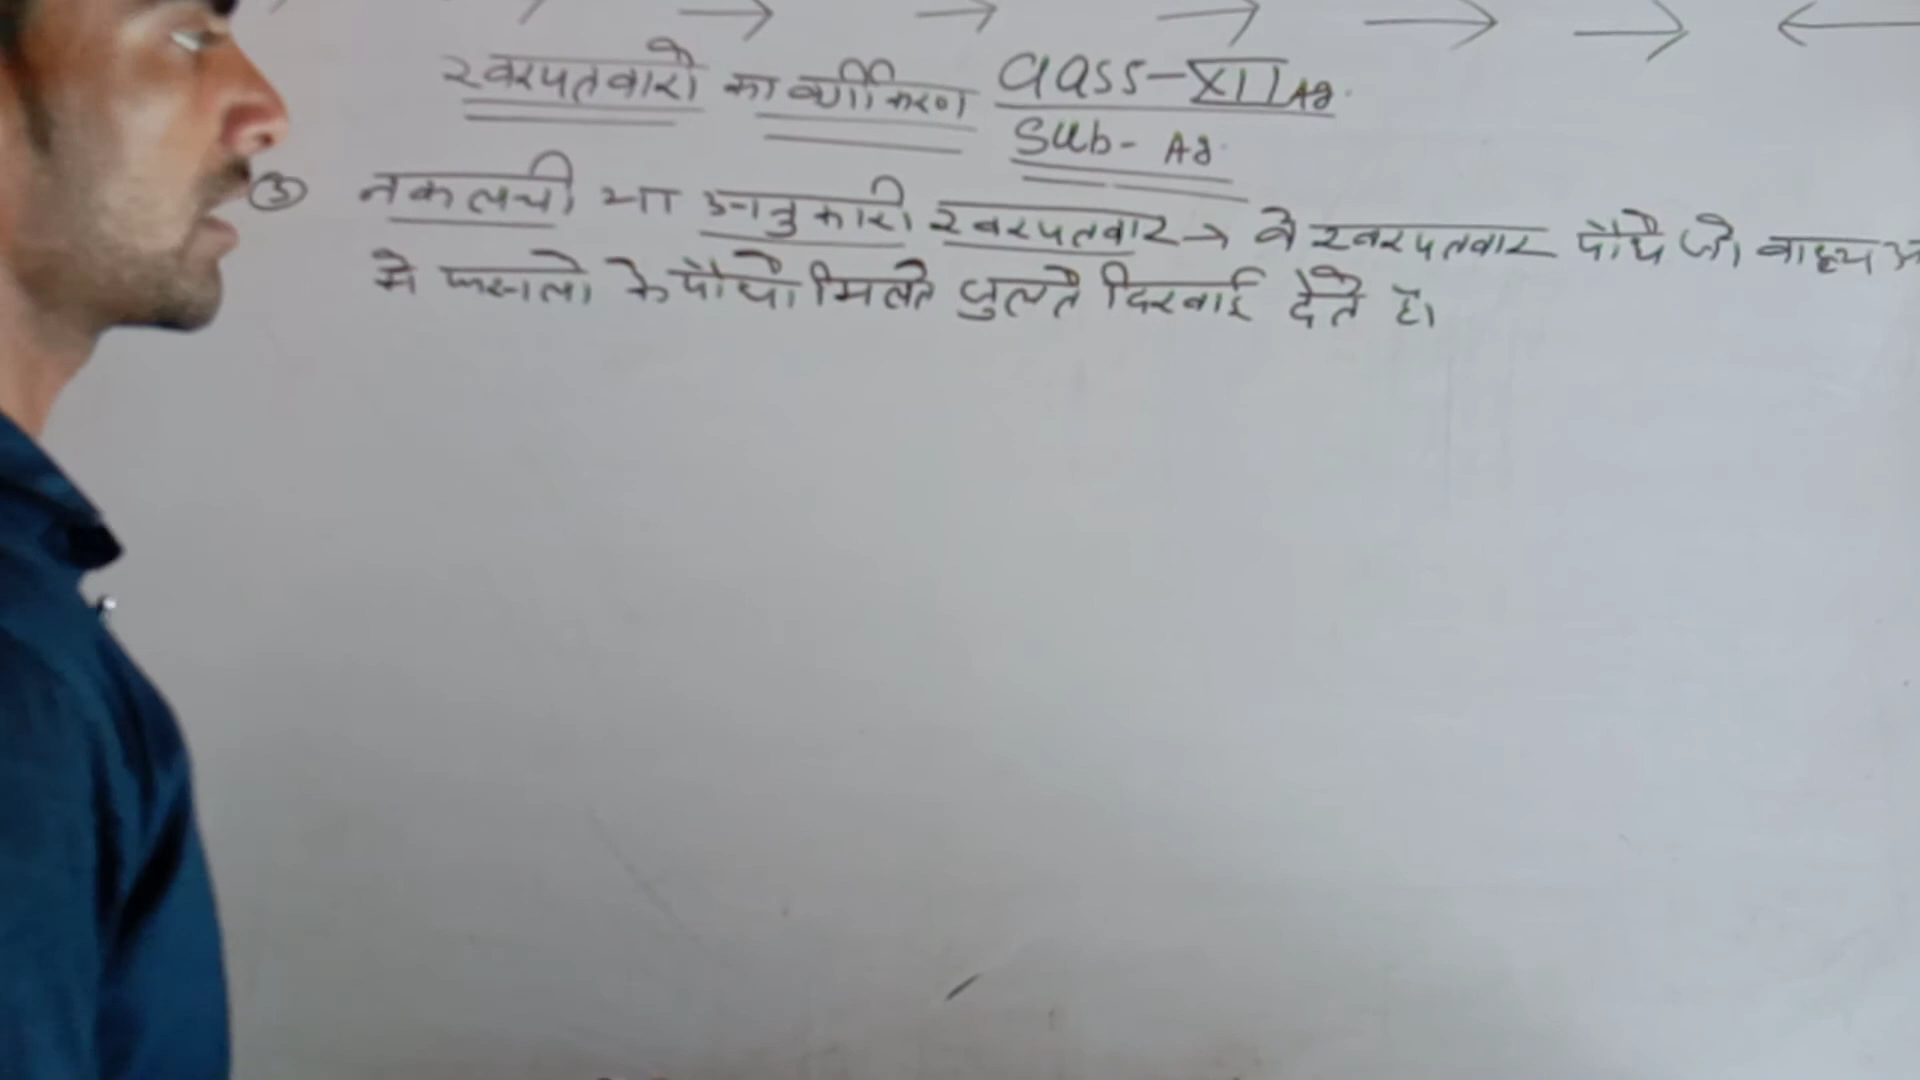 खरपतवारो का वर्गीकरण Class-XII Ag.
Sub- Ag.
③ नकलची या अनुकारी खरपतवार → वे खरपतवार पौधे जो बाह्य
मे फसलो के पौधो मिलते जुलते दिखाई देते है।